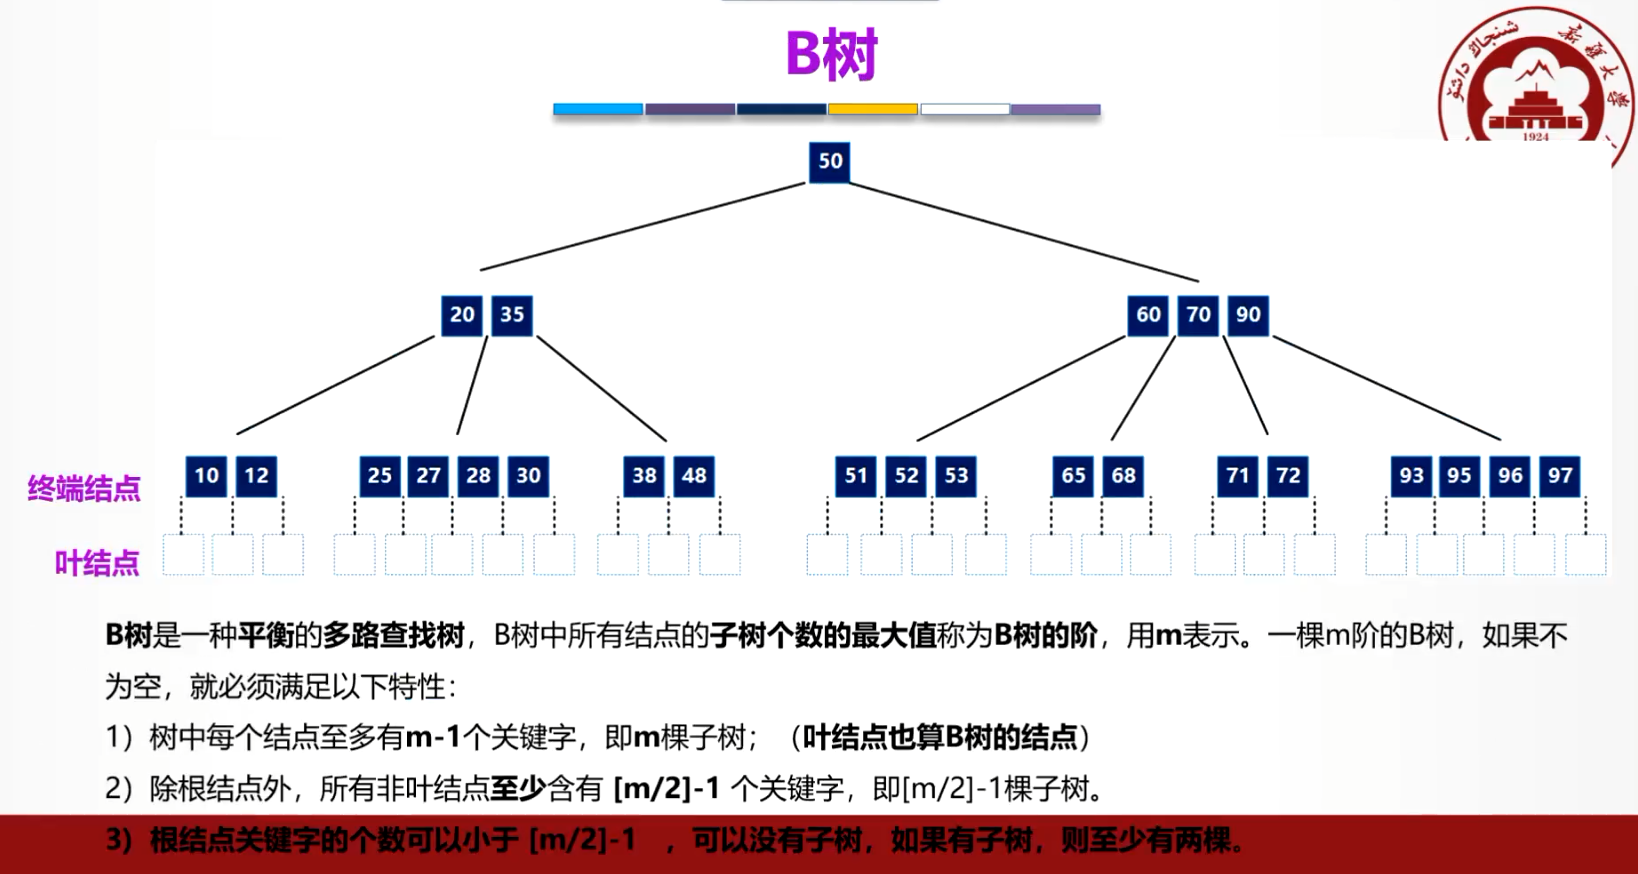 B树
شىنجاڭ داشۆ
新疆大学
1924
50
20 35
60 70 90
终端结点
10 12 25 27 28 30 38 48 51 52 53 65 68 71 72 93 95 96 97
叶结点
B树是一种平衡的多路查找树，B树中所有结点的子树个数的最大值称为B树的阶，用m表示。一棵m阶的B树，如果不
为空，就必须满足以下特性：
1）树中每个结点至多有m-1个关键字，即m棵子树；（叶结点也算B树的结点）
2）除根结点外，所有非叶结点至少含有 [m/2]-1 个关键字，即[m/2]-1棵子树。
3）根结点关键字的个数可以小于 [m/2]-1 ，可以没有子树，如果有子树，则至少有两棵。